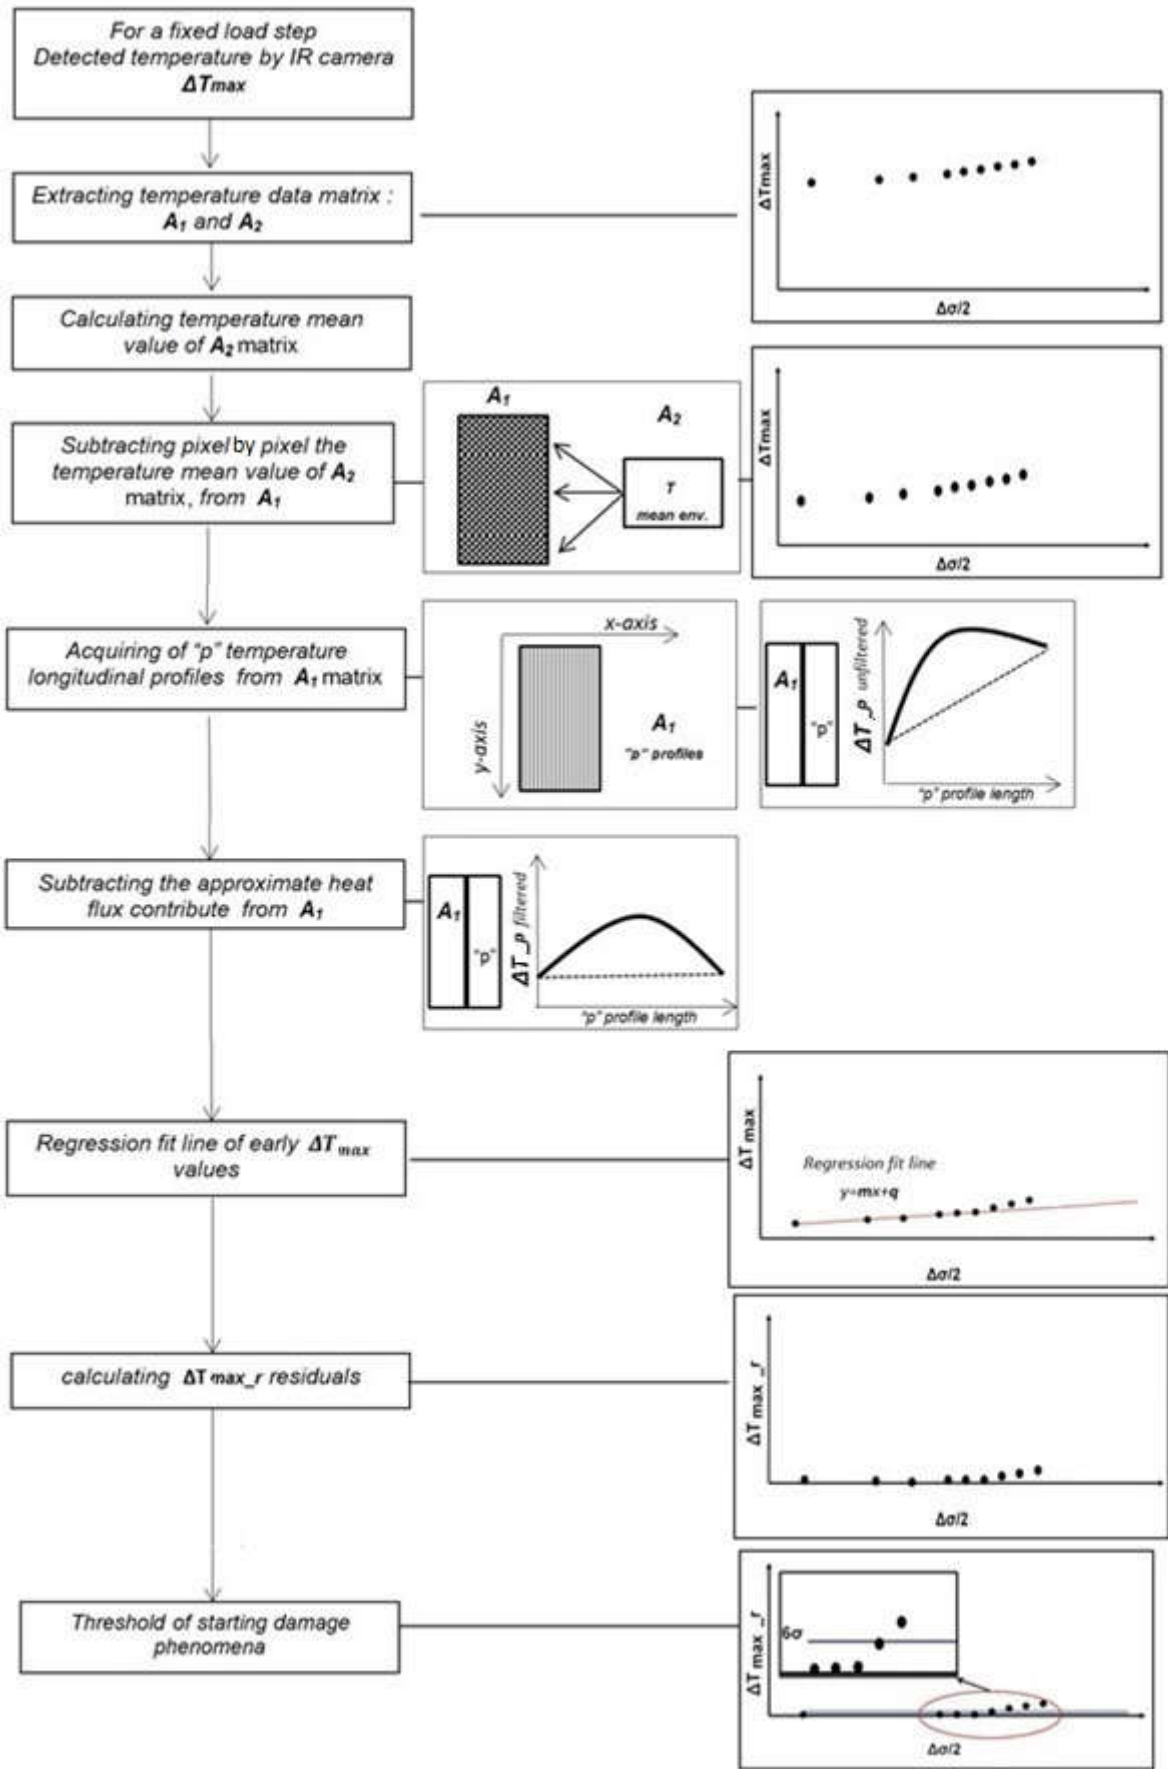 For a fixed load step
Detected temperature by IR camera
ΔTmax
Extracting temperature data matrix :
A1 and A2
ΔTmax
Δσ/2
Calculating temperature mean
value of A2 matrix
Subtracting pixel by pixel the
temperature mean value of A2
matrix, from A1
A1
A2
T
mean env.
ΔTmax
Δσ/2
Acquiring of "p" temperature
longitudinal profiles from A1 matrix
x-axis
y-axis
A1
"p" profiles
A1
"p"
ΔT_p unfiltered
"p" profile length
Subtracting the approximate heat
flux contribute from A1
A1
"p"
ΔT_p filtered
"p" profile length
Regression fit line of early ΔTmax
values
ΔT max
Regression fit line
y=mx+q
Δσ/2
calculating ΔTmax_r residuals
ΔT max _r
Δσ/2
Threshold of starting damage
phenomena
ΔT max _r
6σ
Δσ/2